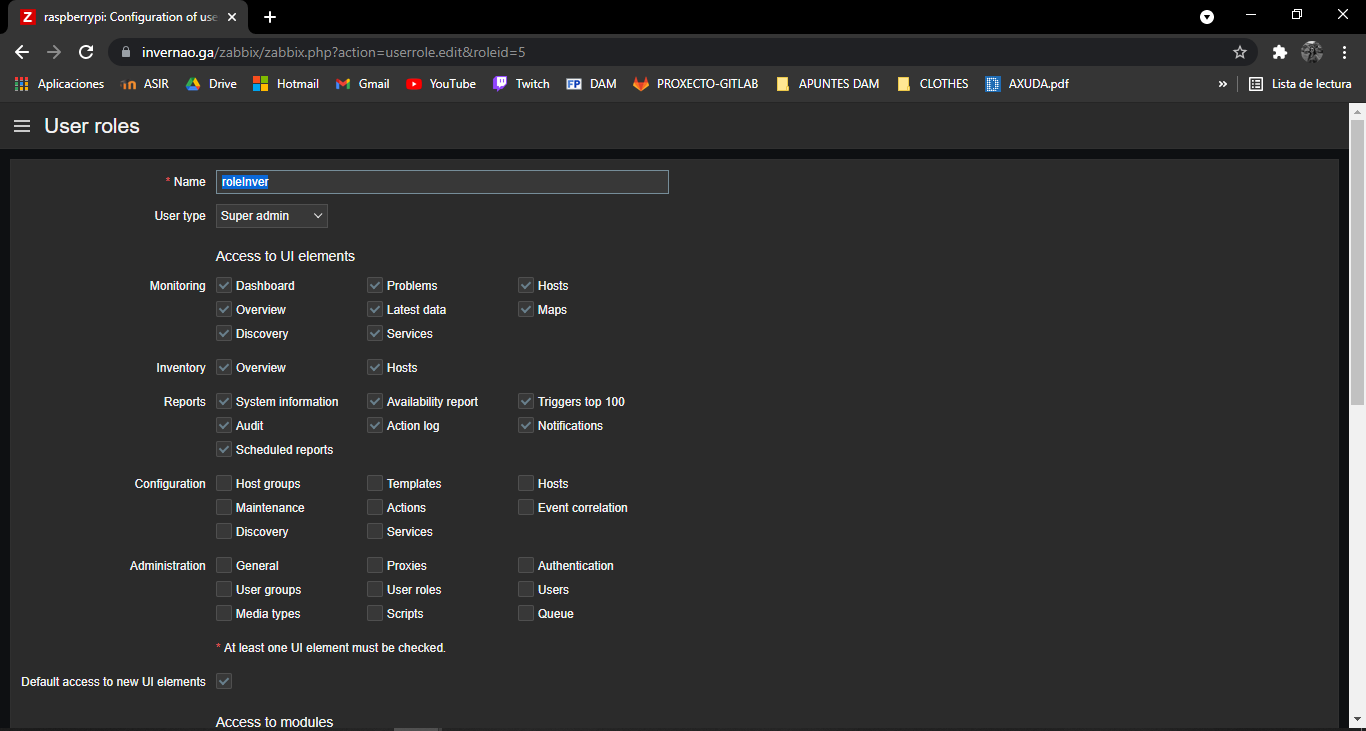 raspberrypi: Configuration of use
invernao.ga/zabbix/zabbix.php?action=userrole.edit&roleid=5
Aplicaciones ASIR Drive Hotmail Gmail YouTube Twitch FP DAM PROXECTO-GITLAB APUNTES DAM CLOTHES AXUDA.pdf » Lista de lectura
User roles
* Name roleInver
User type Super admin
Access to UI elements
Monitoring Dashboard Problems Hosts
Overview Latest data Maps
Discovery Services
Inventory Overview Hosts
Reports System information Availability report Triggers top 100
Audit Action log Notifications
Scheduled reports
Configuration Host groups Templates Hosts
Maintenance Actions Event correlation
Discovery Services
Administration General Proxies Authentication
User groups User roles Users
Media types Scripts Queue
* At least one UI element must be checked.
Default access to new UI elements
Access to modules